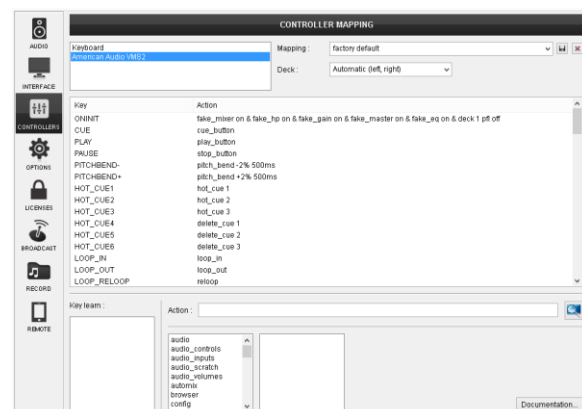 CONTROLLER MAPPING
AUDIO
INTERFACE
CONTROLLERS
OPTIONS
LICENSES
BROADCAST
RECORD
REMOTE
Keyboard
American Audio VMS2
Mapping : factory default
Deck : Automatic (left, right)
Key Action
ONINIT fake_mixer on & fake_hp on & fake_gain on & fake_master on & fake_eq on & deck 1 pfl off
CUE cue_button
PLAY play_button
PAUSE stop_button
PITCHBEND- pitch_bend -2% 500ms
PITCHBEND+ pitch_bend +2% 500ms
HOT_CUE1 hot_cue 1
HOT_CUE2 hot_cue 2
HOT_CUE3 hot_cue 3
HOT_CUE4 delete_cue 1
HOT_CUE5 delete_cue 2
HOT_CUE6 delete_cue 3
LOOP_IN loop_in
LOOP_OUT loop_out
LOOP_RELOOP reloop
Key learn :
Action :
audio
audio_controls
audio_inputs
audio_scratch
audio_volumes
automix
browser
config
Documentation...